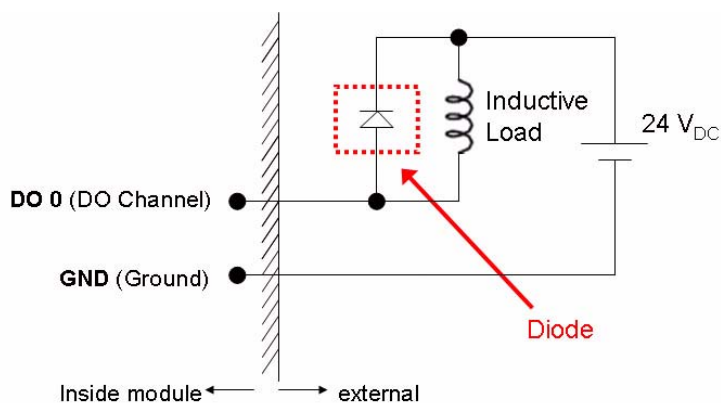 Inductive
Load
24 VDC
DO 0 (DO Channel)
GND (Ground)
Diode
Inside module
external